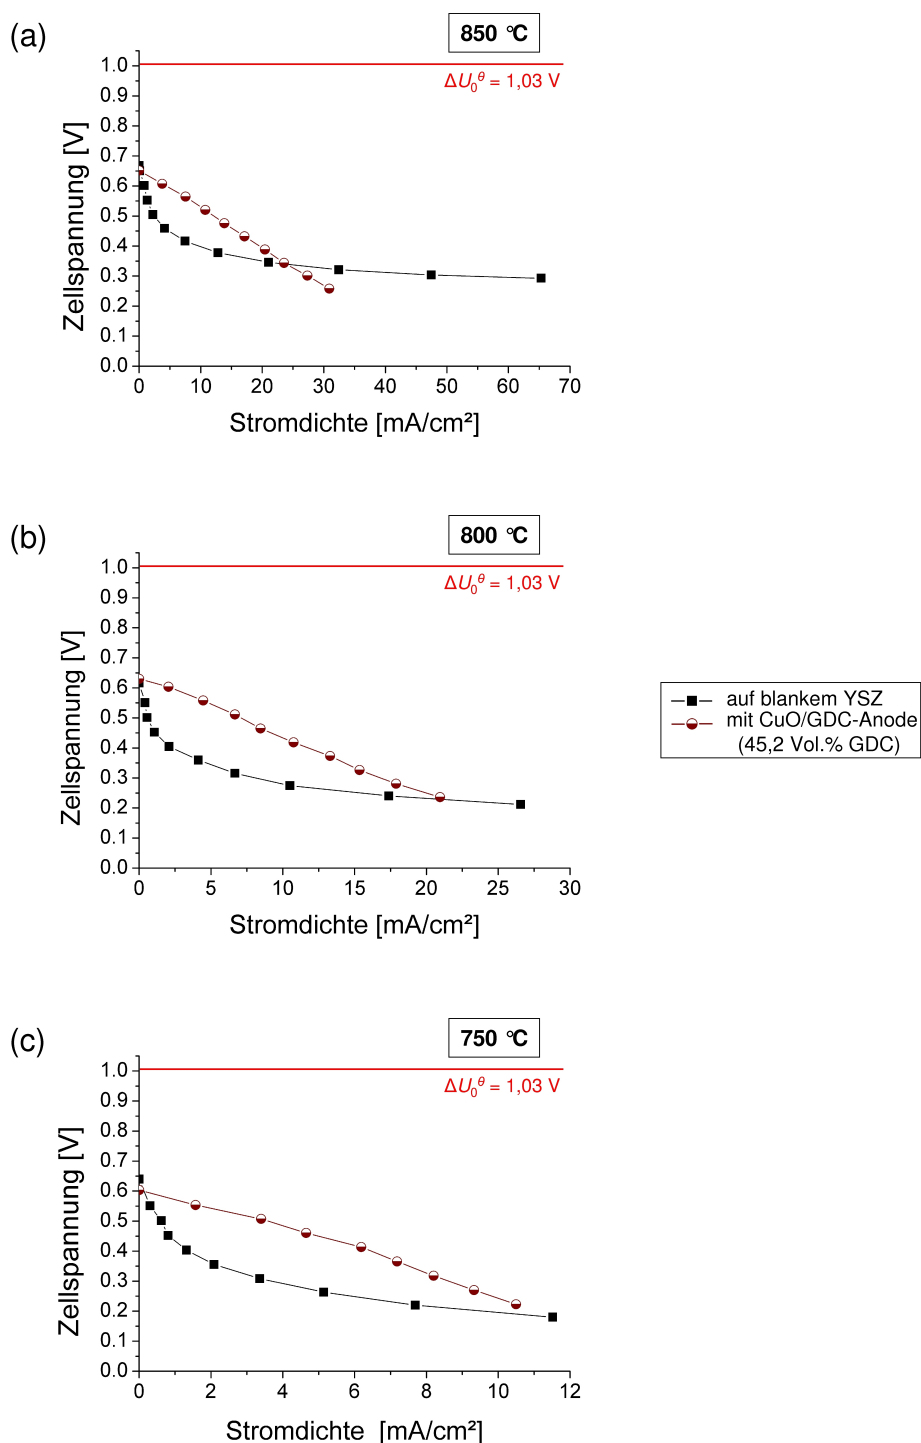 (a)
850 °C
1.0
0.9
0.8
0.7
0.6
0.5
0.4
0.3
0.2
0.1
0.0
ΔU₀ᶿ = 1,03 V
Zellspannung [V]
0 10 20 30 40 50 60 70
Stromdichte [mA/cm²]
(b)
800 °C
1.0
0.9
0.8
0.7
0.6
0.5
0.4
0.3
0.2
0.1
0.0
ΔU₀ᶿ = 1,03 V
Zellspannung [V]
0 5 10 15 20 25 30
Stromdichte [mA/cm²]
auf blankem YSZ
mit CuO/GDC-Anode
(45,2 Vol.% GDC)
(c)
750 °C
1.0
0.9
0.8
0.7
0.6
0.5
0.4
0.3
0.2
0.1
0.0
ΔU₀ᶿ = 1,03 V
Zellspannung [V]
0 2 4 6 8 10 12
Stromdichte [mA/cm²]